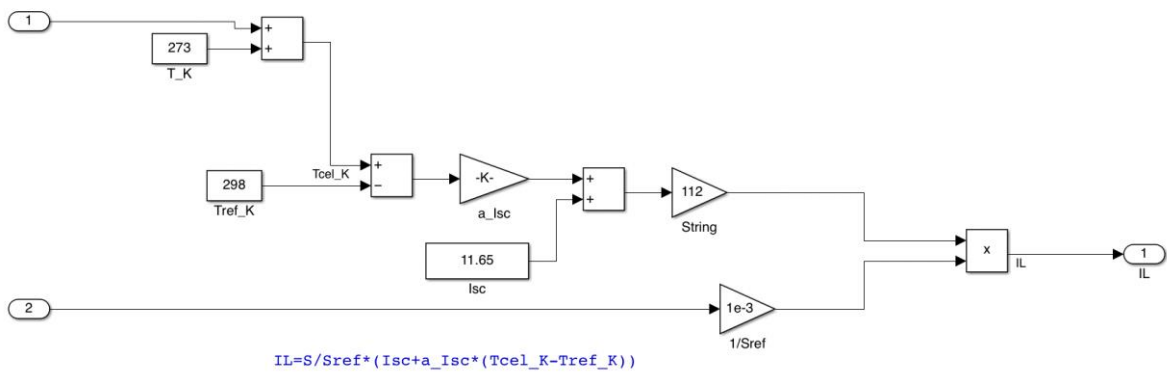 1
+
+
273
T_K
Tcel_K
+
−
298
Tref_K
-K-
a_Isc
+
+
11.65
Isc
112
String
x
IL
1
IL
2
1e-3
1/Sref
IL=S/Sref*(Isc+a_Isc*(Tcel_K-Tref_K))